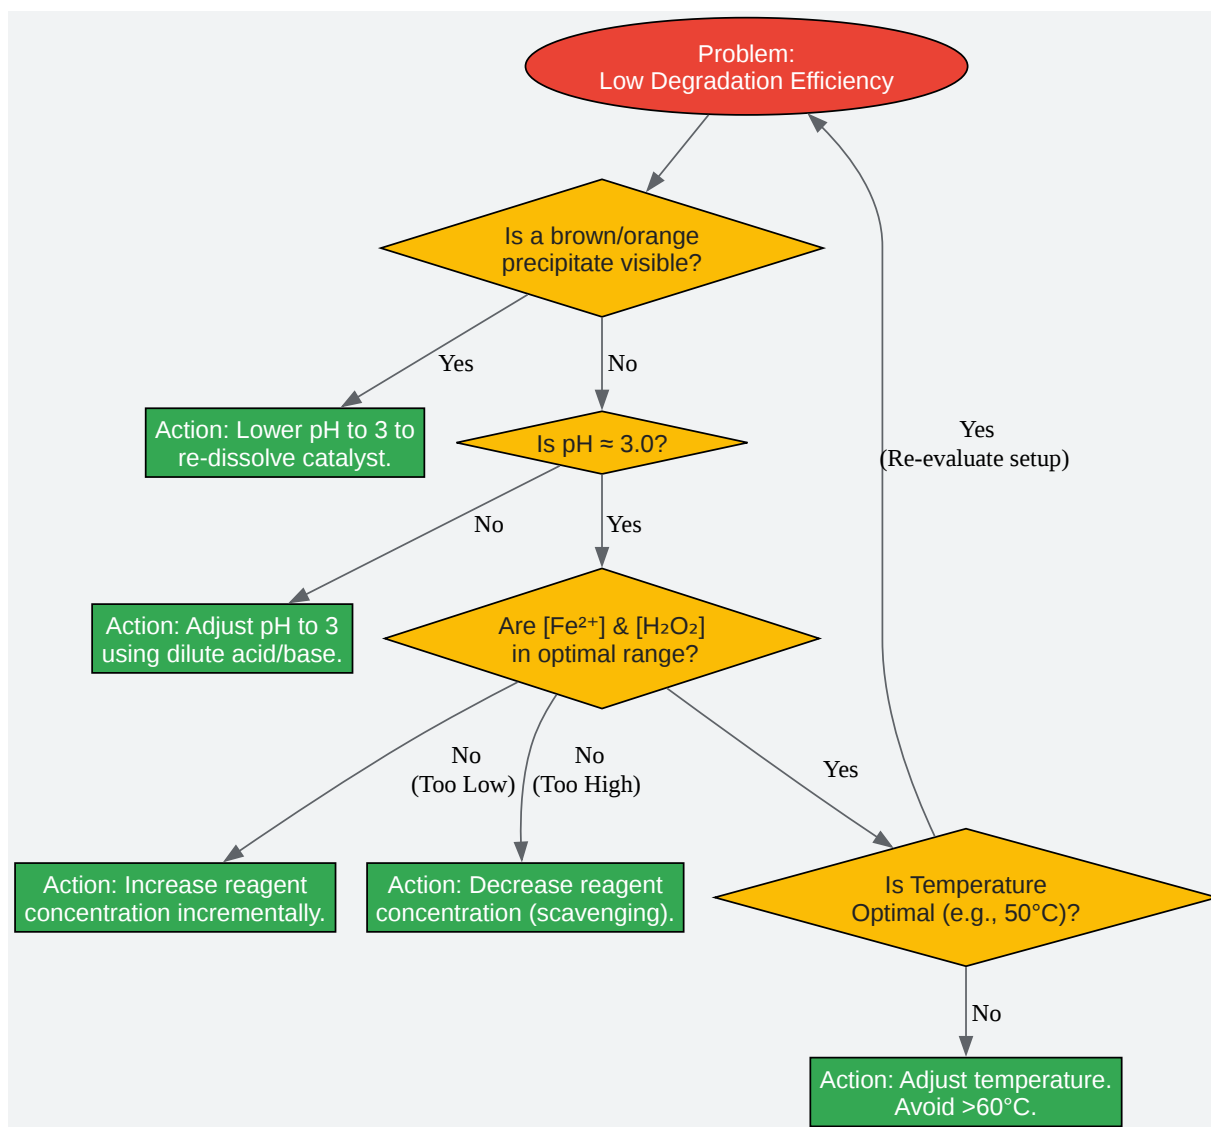 Problem:
Low Degradation Efficiency
Is a brown/orange
precipitate visible?
Yes
No
Action: Lower pH to 3 to
re-dissolve catalyst.
Is pH ≈ 3.0?
Yes
(Re-evaluate setup)
No
Yes
Action: Adjust pH to 3
using dilute acid/base.
Are [Fe²⁺] & [H₂O₂]
in optimal range?
No
(Too Low)
No
(Too High)
Yes
Action: Increase reagent
concentration incrementally.
Action: Decrease reagent
concentration (scavenging).
Is Temperature
Optimal (e.g., 50°C)?
No
Action: Adjust temperature.
Avoid >60°C.